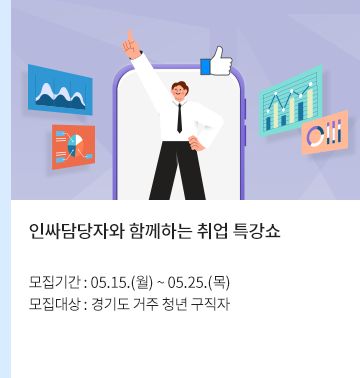 인싸담당자와 함께하는 취업 특강쇼
모집기간 : 05.15.(월) ~ 05.25.(목)
모집대상 : 경기도 거주 청년 구직자